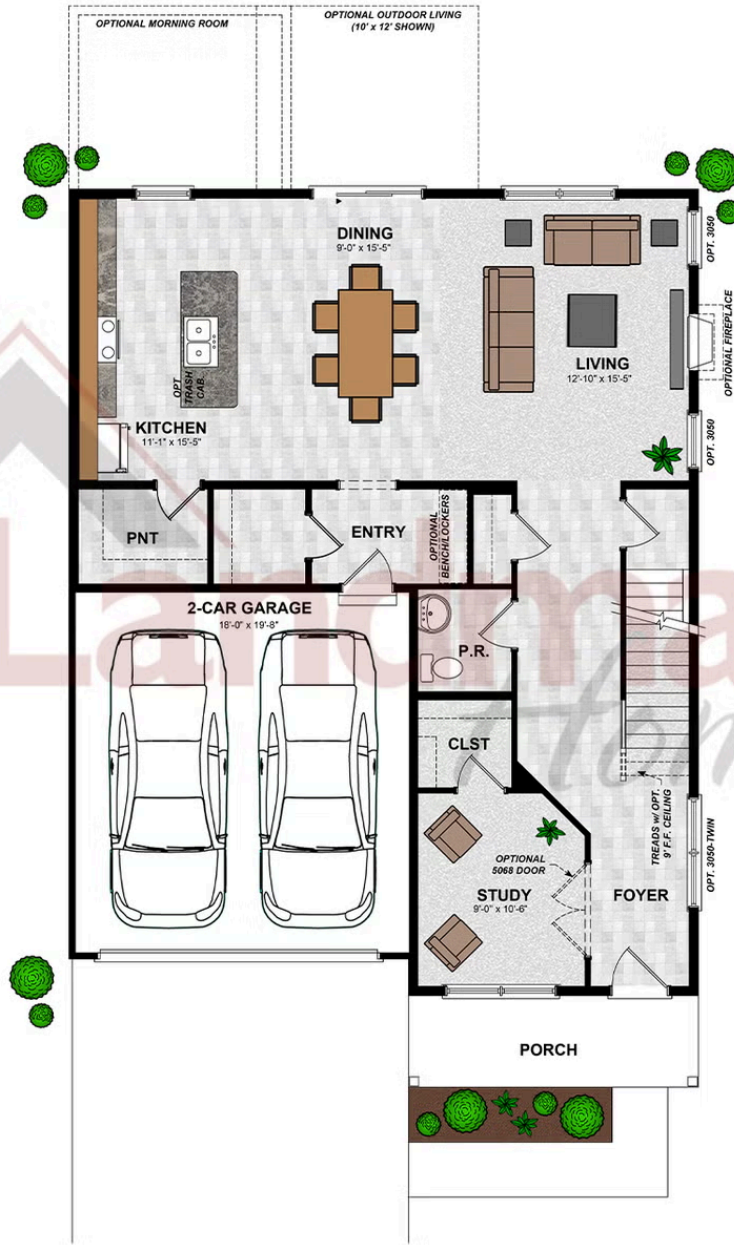 OPTIONAL MORNING ROOM
OPTIONAL OUTDOOR LIVING
(10' x 12' SHOWN)
DINING
9'-0" x 15'-5"
OPT. 3050
OPTIONAL FIREPLACE
LIVING
12'-10" x 15'-5"
OPT
TRASH
CAB.
KITCHEN
11'-1" x 15'-5"
OPT. 3050
PNT
ENTRY
OPTIONAL
BENCH/LOCKERS
2-CAR GARAGE
18'-0" x 19'-8"
P.R.
Landma
Hom
CLST
TREADS w/ OPT.
9' F.F. CEILING
OPT. 3050-TWIN
OPTIONAL
5068 DOOR
STUDY
9'-0" x 10'-6"
FOYER
PORCH